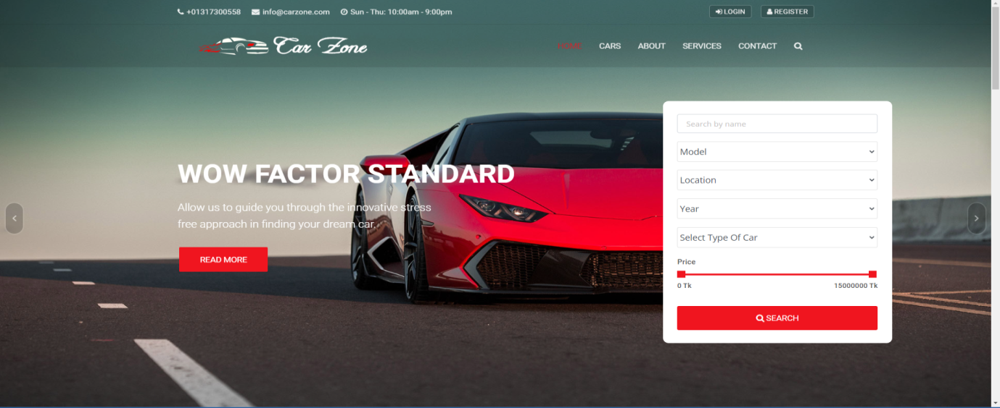 +01317300558 info@carzone.com Sun - Thu: 10:00am - 9:00pm LOGIN REGISTER
Car Zone HOME CARS ABOUT SERVICES CONTACT
WOW FACTOR STANDARD
Allow us to guide you through the innovative stress
free approach in finding your dream car.
READ MORE
Search by name
Model
Location
Year
Select Type Of Car
Price
0 Tk 15000000 Tk
SEARCH